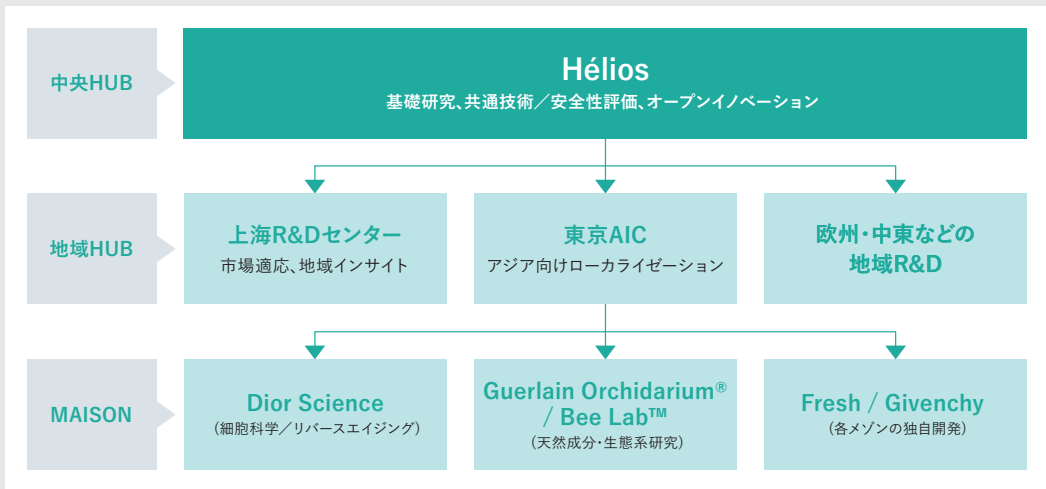 中央HUB
Hélios
基礎研究、共通技術／安全性評価、オープンイノベーション
地域HUB
上海R&Dセンター
市場適応、地域インサイト
東京AIC
アジア向けローカライゼーション
欧州・中東などの
地域R&D
MAISON
Dior Science
(細胞科学／リバースエイジング)
Guerlain Orchidarium®
/ Bee Lab™
(天然成分・生態系研究)
Fresh / Givenchy
(各メゾンの独自開発)